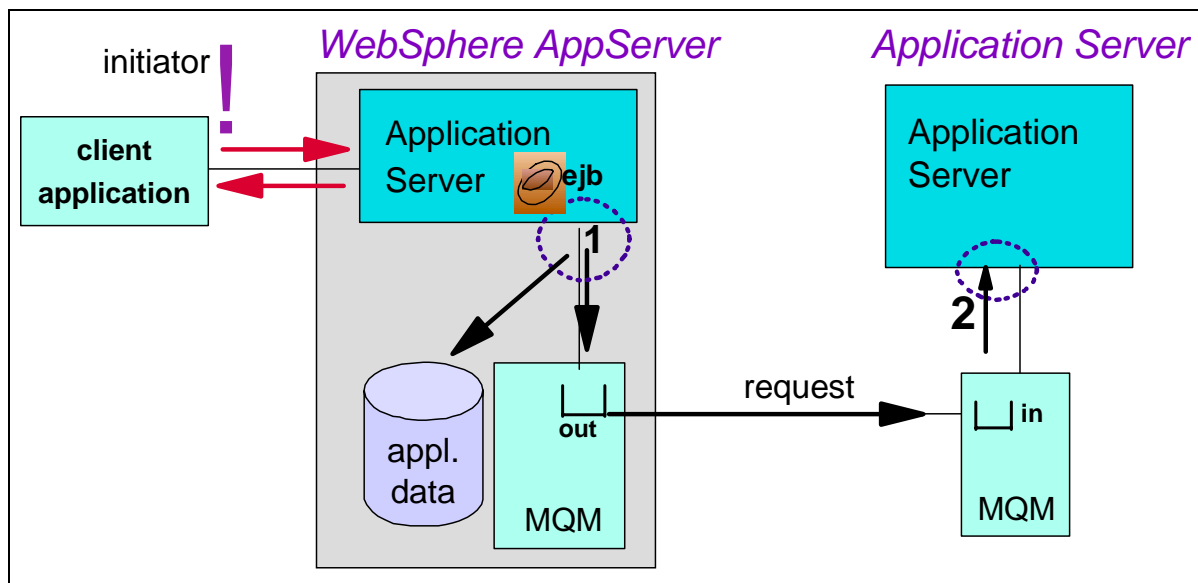 WebSphere AppServer
Application Server
initiator
!
client
application
Application
Server
ejb
1
appl.
data
out
MQM
request
Application
Server
2
in
MQM